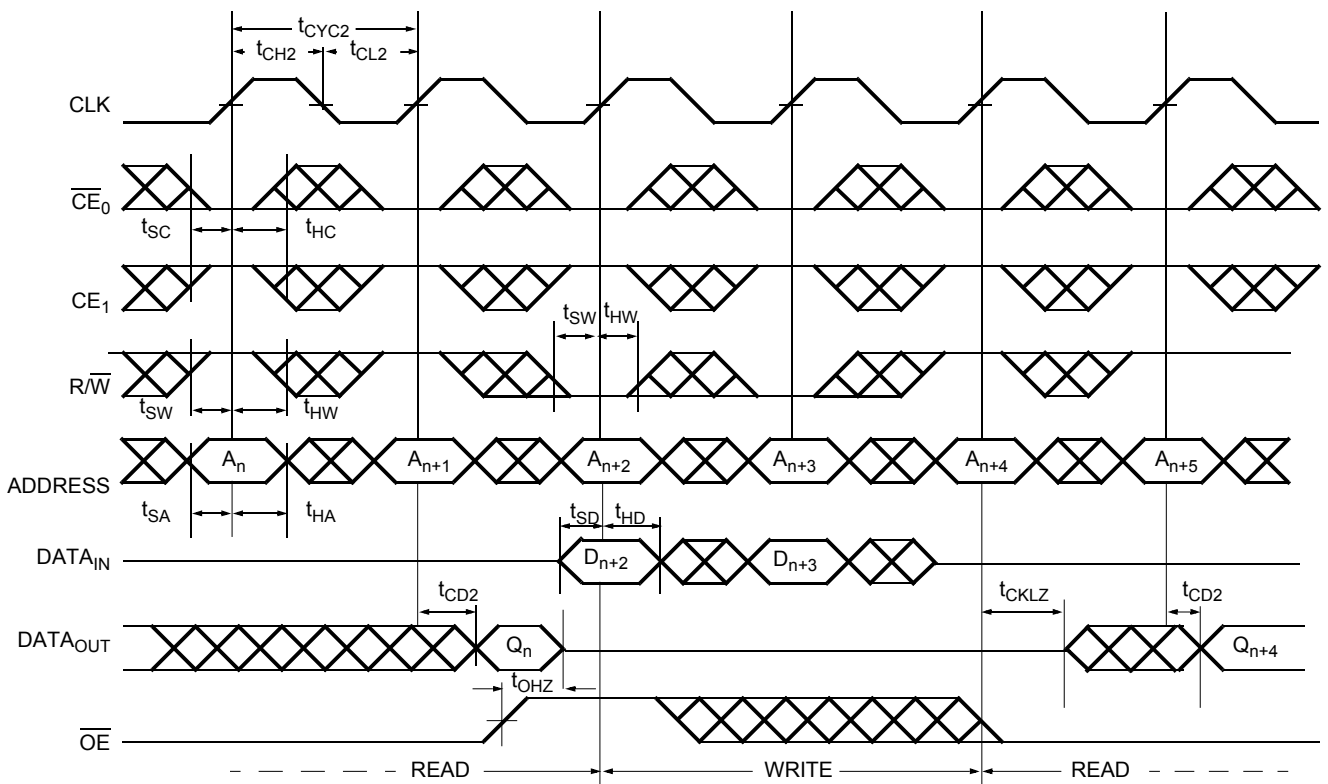 tCYC2
tCH2 tCL2
CLK
CE0
tSC tHC
CE1
tSW tHW
R/W
tSW tHW
An An+1 An+2 An+3 An+4 An+5
ADDRESS
tSA tHA
tSD tHD
DATAIN Dn+2 Dn+3
tCD2 tCKLZ tCD2
DATAOUT Qn Qn+4
tOHZ
OE
READ WRITE READ